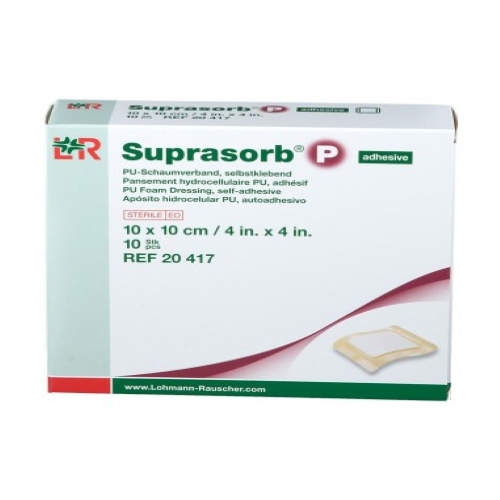 Suprasorb® P adhesive
10 x 10 cm / 4 in. x 4 in.
10 REF 20 417
L&R Suprasorb® P adhesive
PU-Schaumverband, selbstklebend
Pansement hydrocellulaire PU, adhésif
PU Foam Dressing, self-adhesive
Apósito hidrocelular PU, autoadhesivo
STERILE EO
10 x 10 cm / 4 in. x 4 in.
10 Stk pcs
REF 20 417
www.Lohmann-Rauscher.com